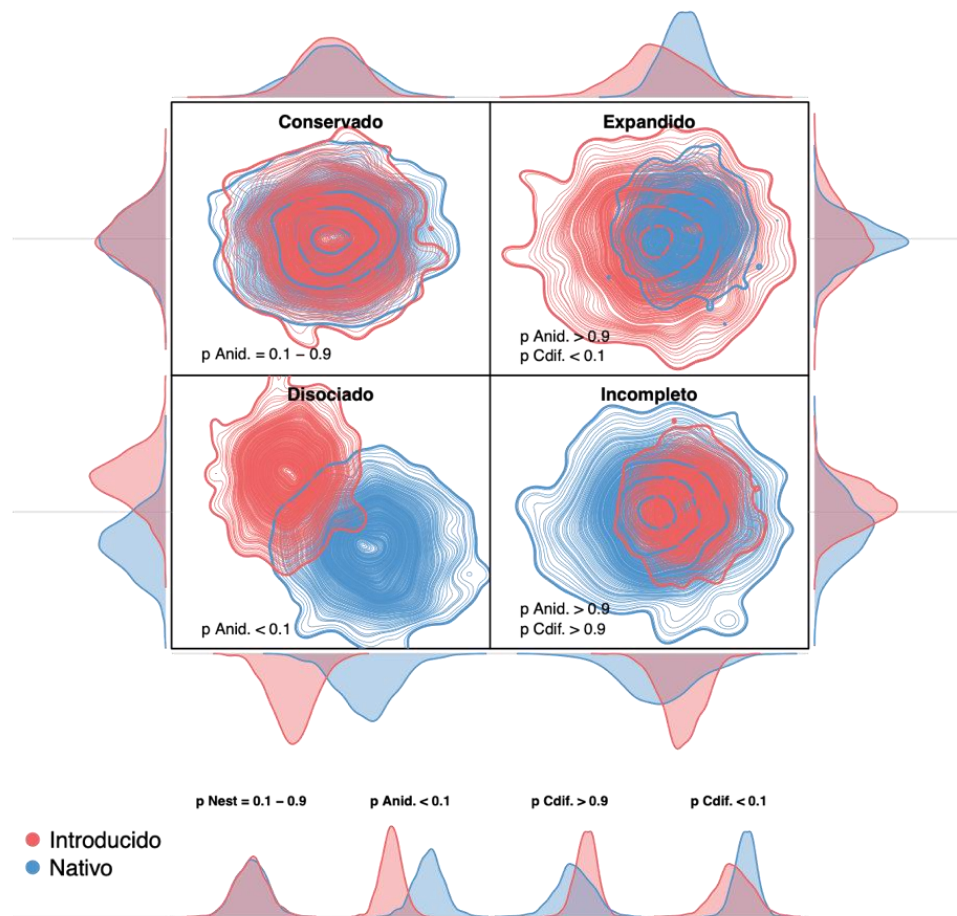 Conservado
Expandido
p Anid. = 0.1 – 0.9
p Anid. > 0.9
p Cdif. < 0.1
Disociado
Incompleto
p Anid. < 0.1
p Anid. > 0.9
p Cdif. > 0.9
p Nest = 0.1 – 0.9
p Anid. < 0.1
p Cdif. > 0.9
p Cdif. < 0.1
Introducido
Nativo